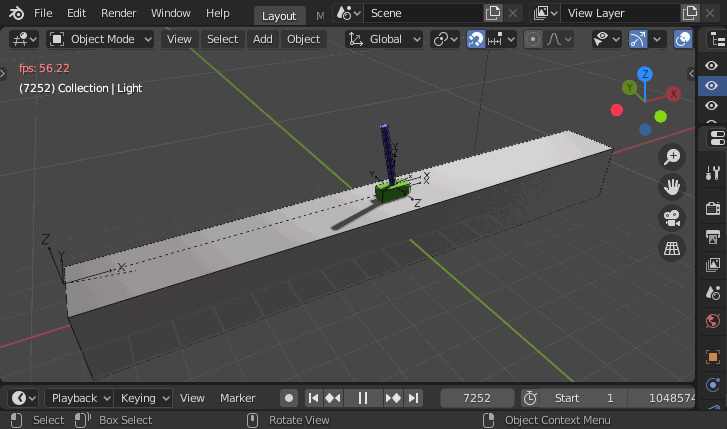 File Edit Render Window Help Layout M Scene View Layer
Object Mode View Select Add Object Global
fps: 56.22
(7252) Collection | Light
Z
Y X
Y
Y X
X
Z
Z
Y X
Playback Keying View Marker 7252 Start 1 1048574
Select Box Select Rotate View Object Context Menu